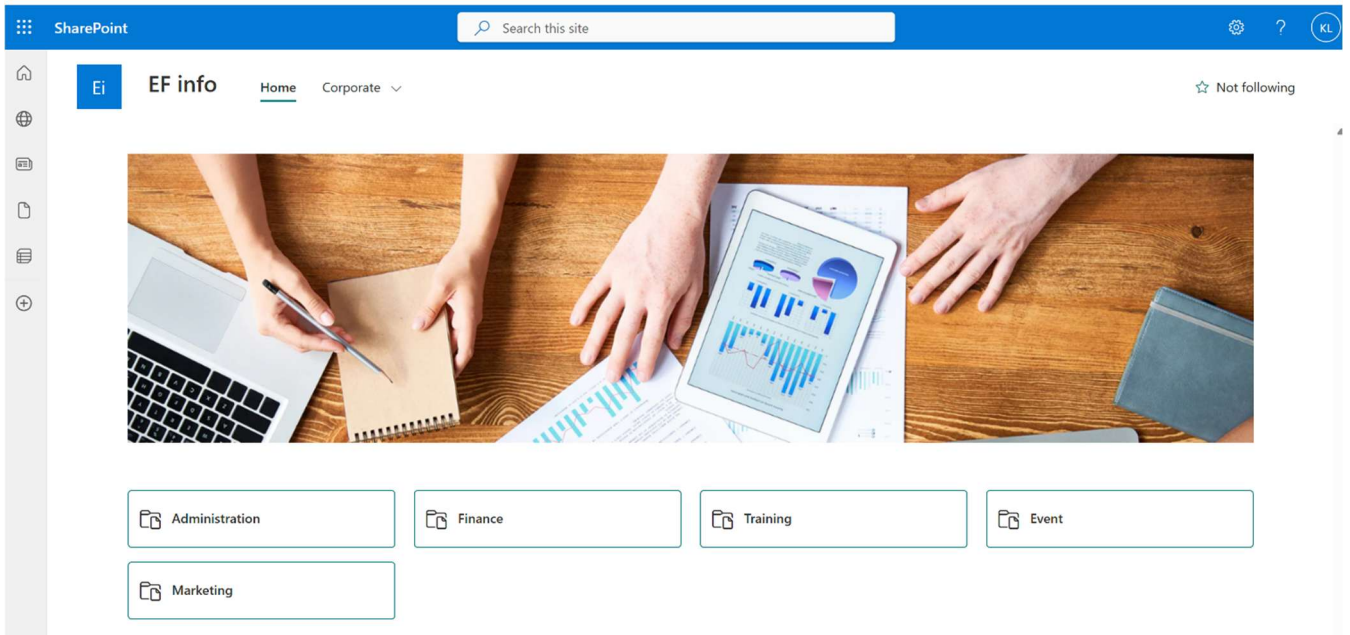 SharePoint
Search this site
KL
Ei
EF info
Home
Corporate
Not following
Administration
Finance
Training
Event
Marketing